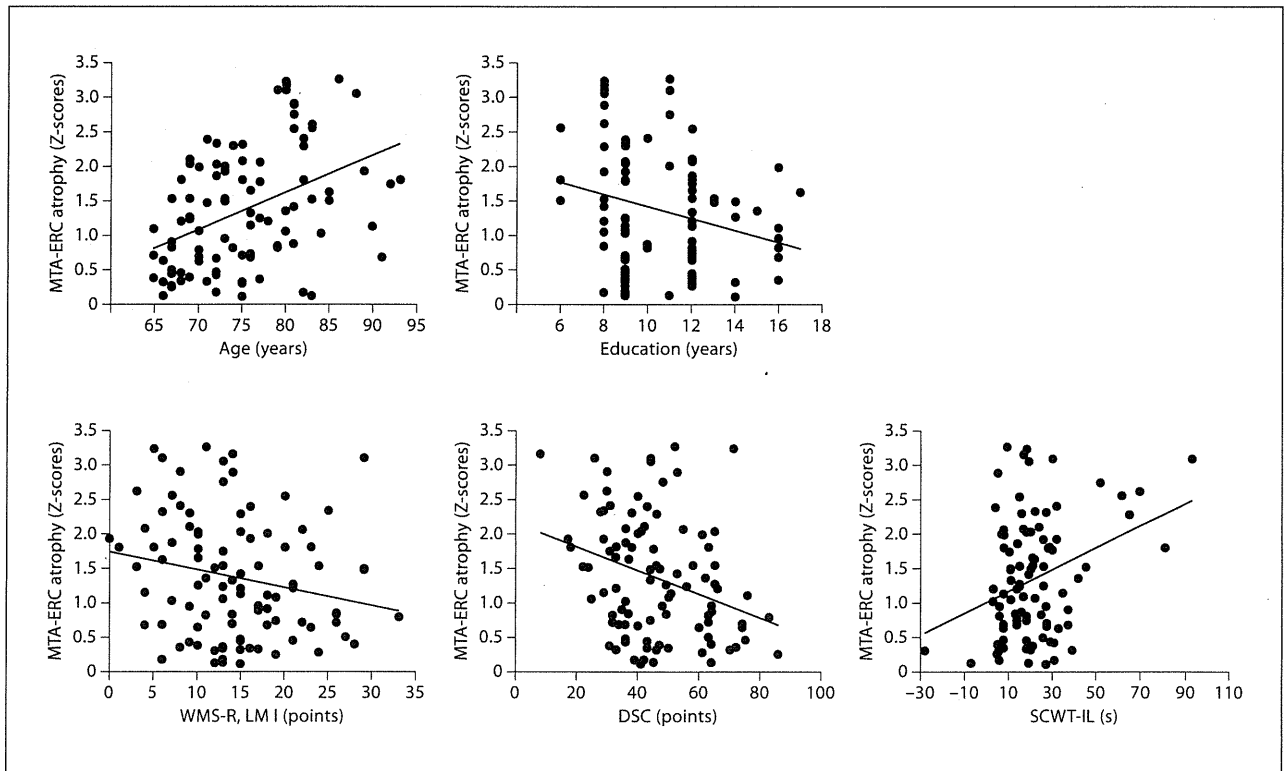 MTA-ERC atrophy (Z-scores)
3.5
3.0
2.5
2.0
1.5
1.0
0.5
0
65 70 75 80 85 90 95
Age (years)
MTA-ERC atrophy (Z-scores)
3.5
3.0
2.5
2.0
1.5
1.0
0.5
0
6 8 10 12 14 16 18
Education (years)
MTA-ERC atrophy (Z-scores)
3.5
3.0
2.5
2.0
1.5
1.0
0.5
0
0 5 10 15 20 25 30 35
WMS-R, LM I (points)
MTA-ERC atrophy (Z-scores)
3.5
3.0
2.5
2.0
1.5
1.0
0.5
0
0 20 40 60 80 100
DSC (points)
MTA-ERC atrophy (Z-scores)
3.5
3.0
2.5
2.0
1.5
1.0
0.5
0
–30 –10 10 30 50 70 90 110
SCWT-IL (s)